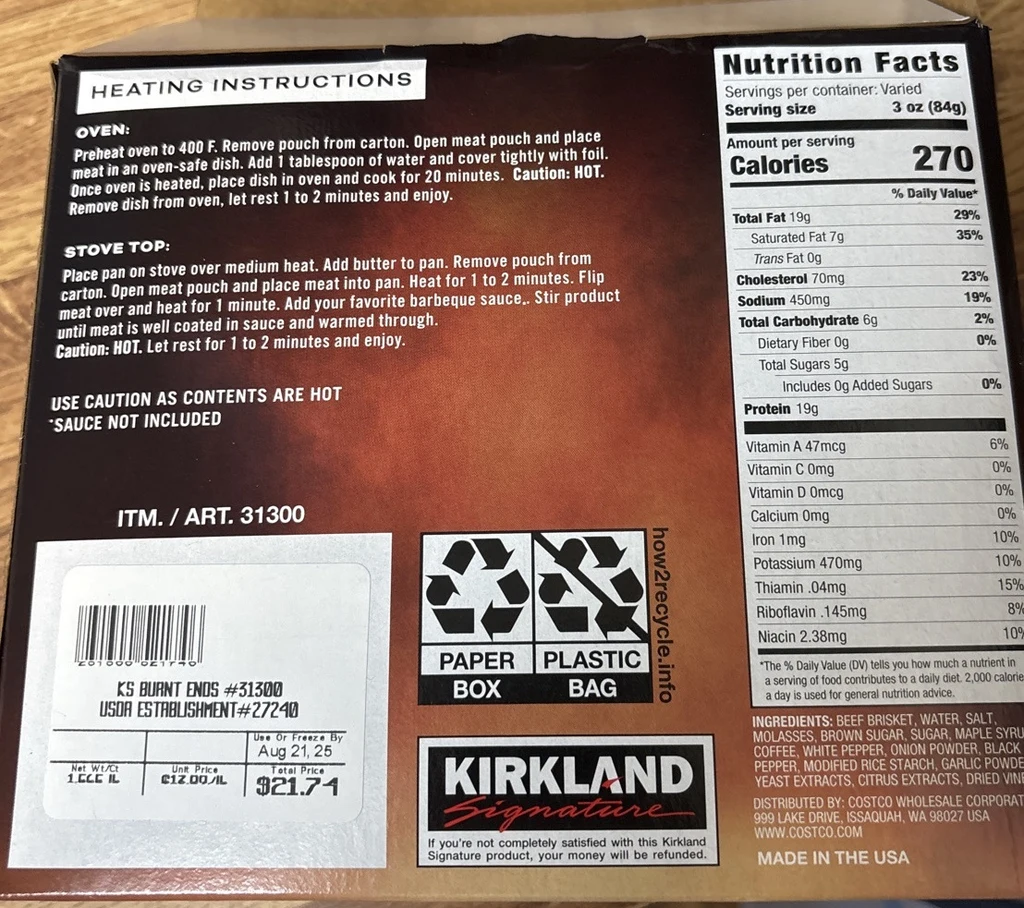 HEATING INSTRUCTIONS
OVEN:
Preheat oven to 400 F. Remove pouch from carton. Open meat pouch and place
meat in an oven-safe dish. Add 1 tablespoon of water and cover tightly with foil.
Once oven is heated, place dish in oven and cook for 20 minutes. Caution: HOT.
Remove dish from oven, let rest 1 to 2 minutes and enjoy.
STOVE TOP:
Place pan on stove over medium heat. Add butter to pan. Remove pouch from
carton. Open meat pouch and place meat into pan. Heat for 1 to 2 minutes. Flip
meat over and heat for 1 minute. Add your favorite barbeque sauce.. Stir product
until meat is well coated in sauce and warmed through.
Caution: HOT. Let rest for 1 to 2 minutes and enjoy.
USE CAUTION AS CONTENTS ARE HOT
*SAUCE NOT INCLUDED
ITM. / ART. 31300
KS BURNT ENDS #31300
USDA ESTABLISHMENT#27240
Use Or Freeze By
Aug 21, 25
Net Wt/Ct
Unit Price
Total Price
$21.74
PAPER
PLASTIC
BOX
BAG
how2recycle.info
KIRKLAND
Signature
If you're not completely satisfied with this Kirkland
Signature product, your money will be refunded.
Nutrition Facts
Servings per container: Varied
Serving size 3 oz (84g)
Amount per serving
Calories 270
% Daily Value*
Total Fat 19g 29%
Saturated Fat 7g 35%
Trans Fat 0g
Cholesterol 70mg 23%
Sodium 450mg 19%
Total Carbohydrate 6g 2%
Dietary Fiber 0g 0%
Total Sugars 5g
Includes 0g Added Sugars 0%
Protein 19g
Vitamin A 47mcg 6%
Vitamin C 0mg 0%
Vitamin D 0mcg 0%
Calcium 0mg 0%
Iron 1mg 10%
Potassium 470mg 10%
Thiamin .04mg 15%
Riboflavin .145mg 8%
Niacin 2.38mg 10%
*The % Daily Value (DV) tells you how much a nutrient in
a serving of food contributes to a daily diet. 2,000 calorie
a day is used for general nutrition advice.
INGREDIENTS: BEEF BRISKET, WATER, SALT,
MOLASSES, BROWN SUGAR, SUGAR, MAPLE SYRU
COFFEE, WHITE PEPPER, ONION POWDER, BLACK
PEPPER, MODIFIED RICE STARCH, GARLIC POWDE
YEAST EXTRACTS, CITRUS EXTRACTS, DRIED VINE
DISTRIBUTED BY: COSTCO WHOLESALE CORPORAT
999 LAKE DRIVE, ISSAQUAH, WA 98027 USA
WWW.COSTCO.COM
MADE IN THE USA